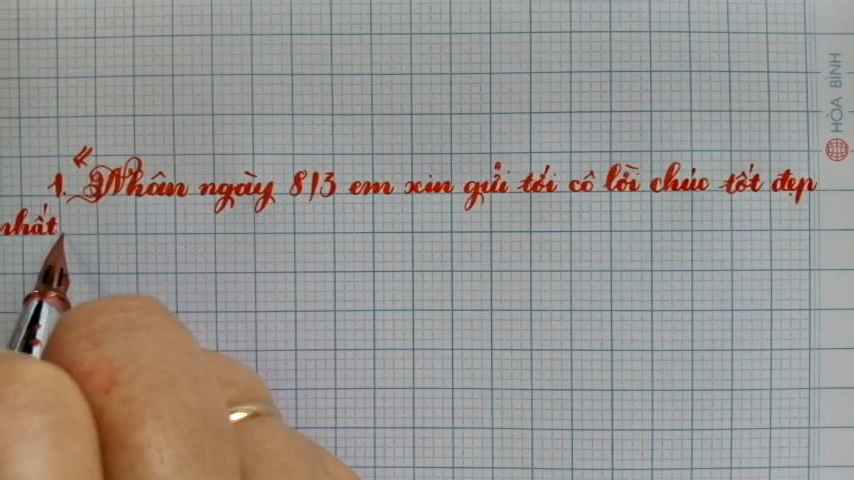 1. "Nhân ngày 8/3 em xin gửi tới cô lời chúc tốt đẹp
nhất
HÒA BÌNH